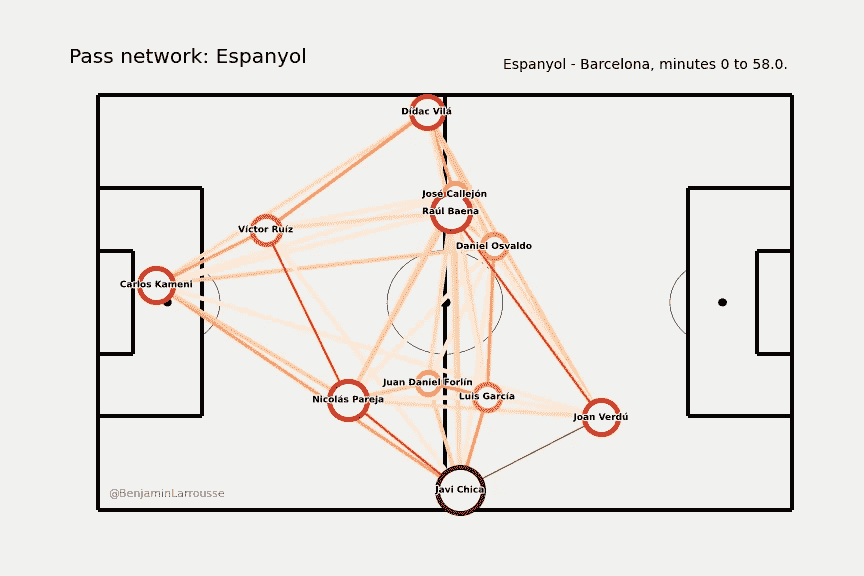 Pass network: Espanyol
Espanyol - Barcelona, minutes 0 to 58.0.
Dídac Vilá
José Callejón
Raúl Baena
Víctor Ruíz
Daniel Osvaldo
Carlos Kameni
Juan Daniel Forlín
Luis García
Nicolás Pareja
Joan Verdú
Javi Chica
@BenjaminLarrousse